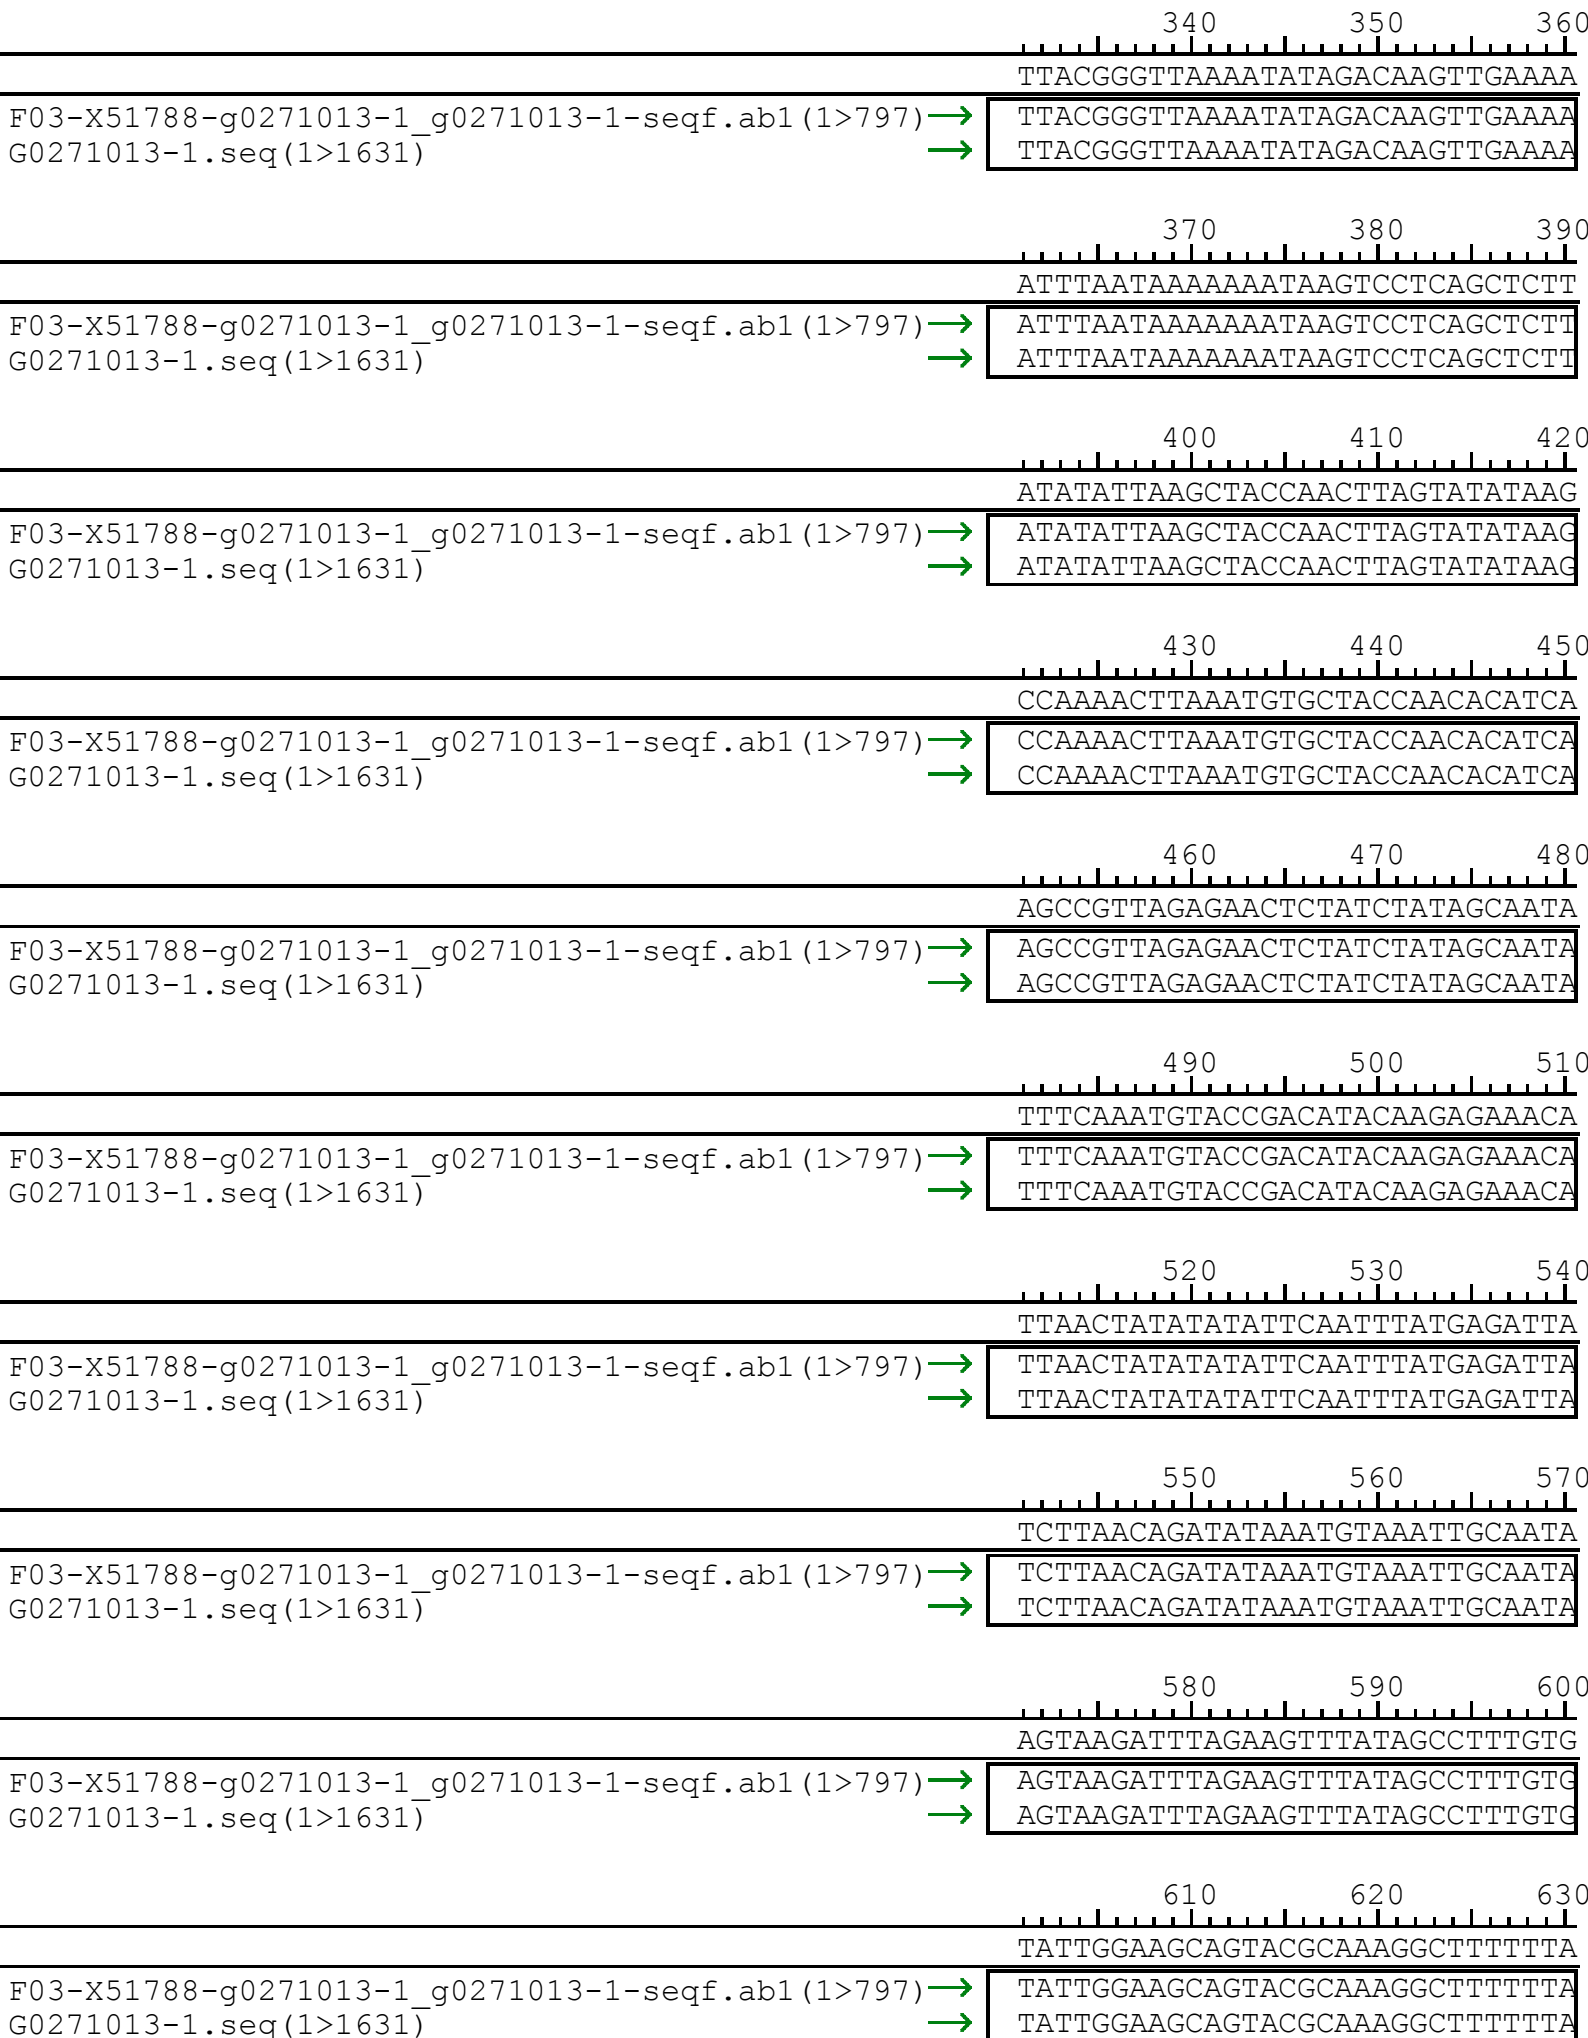 340 350 360
TTACGGGTTAAAATATAGACAAGTTGAAAA
F03-X51788-g0271013-1_g0271013-1-seqf.ab1(1>797)→ TTACGGGTTAAAATATAGACAAGTTGAAAA
G0271013-1.seq(1>1631) → TTACGGGTTAAAATATAGACAAGTTGAAAA
370 380 390
ATTTAATAAAAAAATAAGTCCTCAGCTCTT
F03-X51788-g0271013-1_g0271013-1-seqf.ab1(1>797)→ ATTTAATAAAAAAATAAGTCCTCAGCTCTT
G0271013-1.seq(1>1631) → ATTTAATAAAAAAATAAGTCCTCAGCTCTT
400 410 420
ATATATTAAGCTACCAACTTAGTATATAAG
F03-X51788-g0271013-1_g0271013-1-seqf.ab1(1>797)→ ATATATTAAGCTACCAACTTAGTATATAAG
G0271013-1.seq(1>1631) → ATATATTAAGCTACCAACTTAGTATATAAG
430 440 450
CCAAAACTTAAATGTGCTACCAACACATCA
F03-X51788-g0271013-1_g0271013-1-seqf.ab1(1>797)→ CCAAAACTTAAATGTGCTACCAACACATCA
G0271013-1.seq(1>1631) → CCAAAACTTAAATGTGCTACCAACACATCA
460 470 480
AGCCGTTAGAGAACTCTATCTATAGCAATA
F03-X51788-g0271013-1_g0271013-1-seqf.ab1(1>797)→ AGCCGTTAGAGAACTCTATCTATAGCAATA
G0271013-1.seq(1>1631) → AGCCGTTAGAGAACTCTATCTATAGCAATA
490 500 510
TTTCAAATGTACCGACATACAAGAGAAACA
F03-X51788-g0271013-1_g0271013-1-seqf.ab1(1>797)→ TTTCAAATGTACCGACATACAAGAGAAACA
G0271013-1.seq(1>1631) → TTTCAAATGTACCGACATACAAGAGAAACA
520 530 540
TTAACTATATATATTCAATTTATGAGATTA
F03-X51788-g0271013-1_g0271013-1-seqf.ab1(1>797)→ TTAACTATATATATTCAATTTATGAGATTA
G0271013-1.seq(1>1631) → TTAACTATATATATTCAATTTATGAGATTA
550 560 570
TCTTAACAGATATAAATGTAAATTGCAATA
F03-X51788-g0271013-1_g0271013-1-seqf.ab1(1>797)→ TCTTAACAGATATAAATGTAAATTGCAATA
G0271013-1.seq(1>1631) → TCTTAACAGATATAAATGTAAATTGCAATA
580 590 600
AGTAAGATTTAGAAGTTTATAGCCTTTGTG
F03-X51788-g0271013-1_g0271013-1-seqf.ab1(1>797)→ AGTAAGATTTAGAAGTTTATAGCCTTTGTG
G0271013-1.seq(1>1631) → AGTAAGATTTAGAAGTTTATAGCCTTTGTG
610 620 630
TATTGGAAGCAGTACGCAAAGGCTTTTTTA
F03-X51788-g0271013-1_g0271013-1-seqf.ab1(1>797)→ TATTGGAAGCAGTACGCAAAGGCTTTTTTA
G0271013-1.seq(1>1631) → TATTGGAAGCAGTACGCAAAGGCTTTTTTA